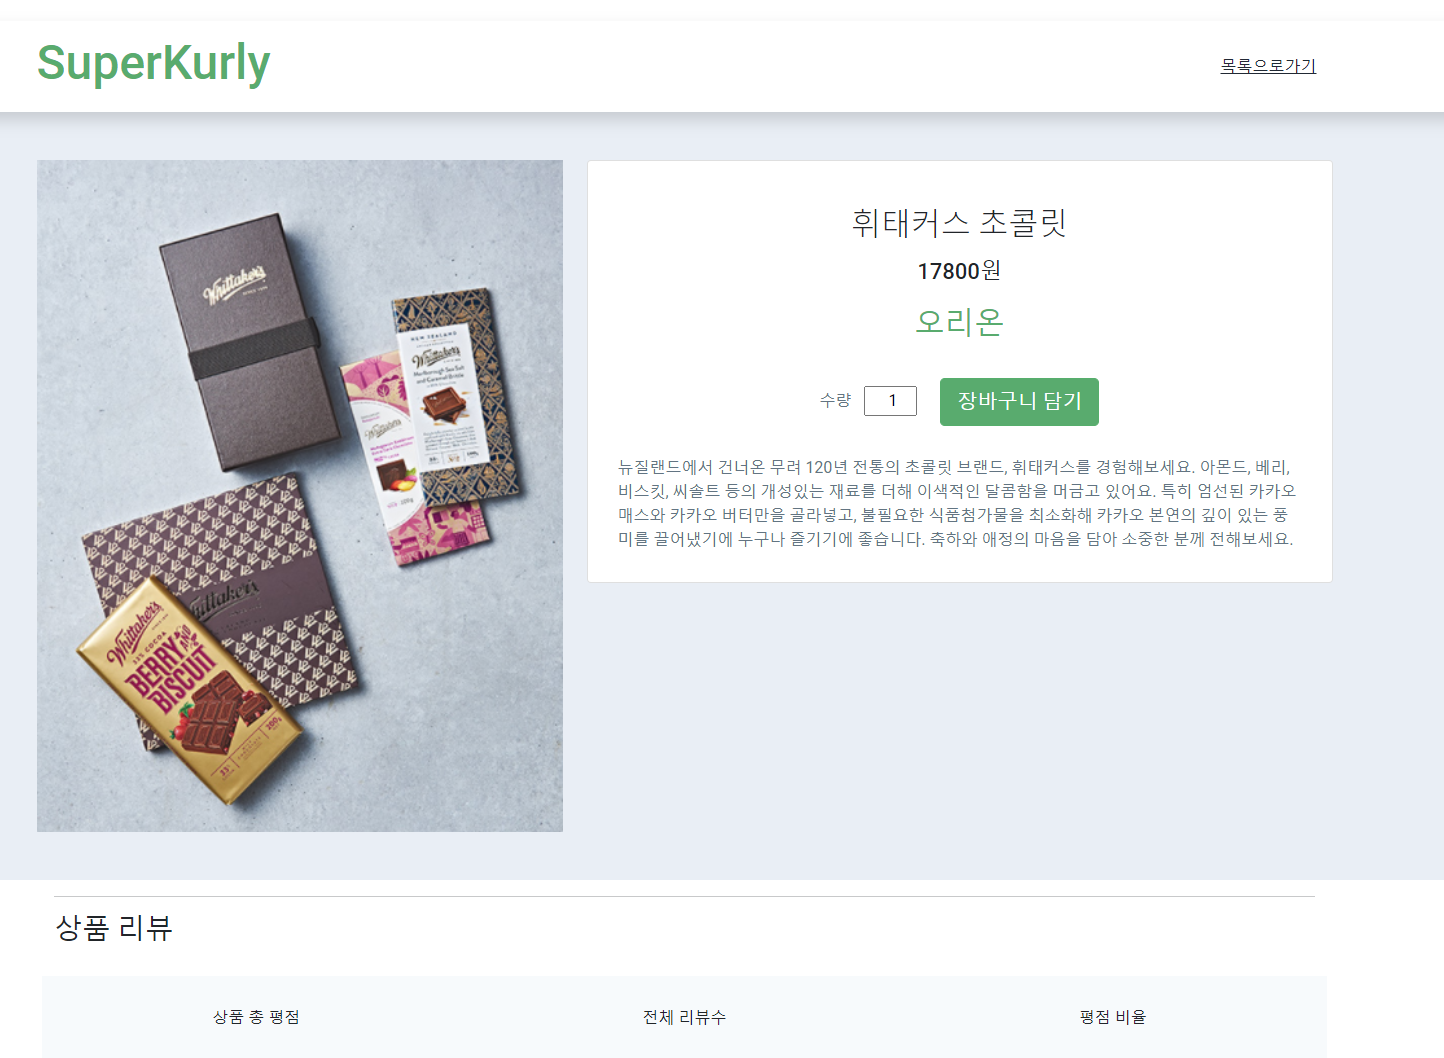 SuperKurly
목록으로가기
Whittaker's
NEW ZEALAND
Whittaker's
Marlborough Sea Salt
and Caramel Brittle
Whittaker's
Whittaker's
Whittaker's
33% COCOA
BERRY AND
BISCUIT
33%
200g
휘태커스 초콜릿
17800원
오리온
수량 1 장바구니 담기
뉴질랜드에서 건너온 무려 120년 전통의 초콜릿 브랜드, 휘태커스를 경험해보세요. 아몬드, 베리,
비스킷, 씨솔트 등의 개성있는 재료를 더해 이색적인 달콤함을 머금고 있어요. 특히 엄선된 카카오
매스와 카카오 버터만을 골라넣고, 불필요한 식품첨가물을 최소화해 카카오 본연의 깊이 있는 풍
미를 끌어냈기에 누구나 즐기기에 좋습니다. 축하와 애정의 마음을 담아 소중한 분께 전해보세요.
상품 리뷰
상품 총 평점 전체 리뷰수 평점 비율